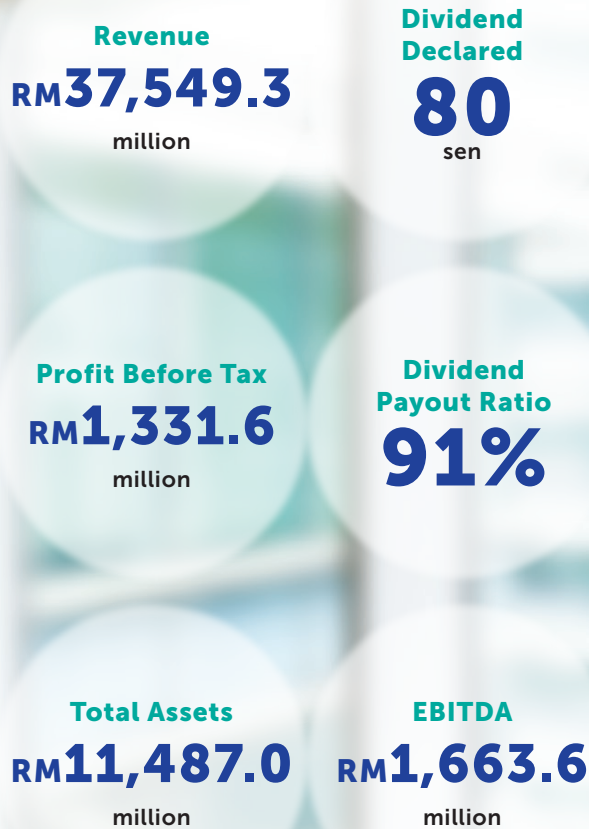 Revenue
RM37,549.3
million
Dividend
Declared
80
sen
Profit Before Tax
RM1,331.6
million
Dividend
Payout Ratio
91%
Total Assets
RM11,487.0
million
EBITDA
RM1,663.6
million